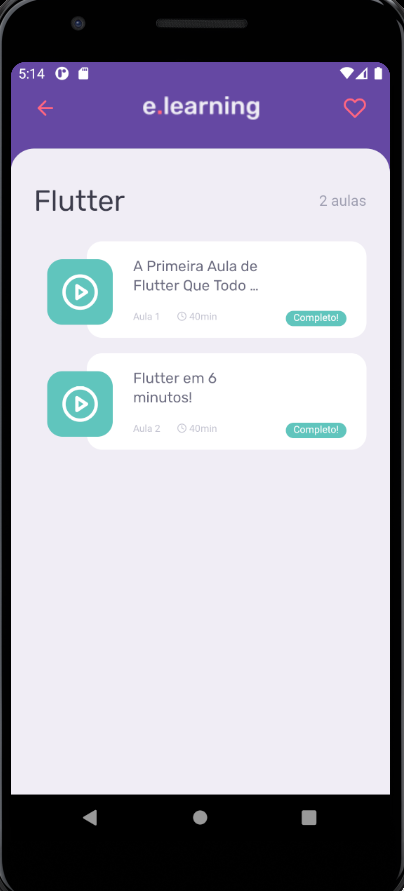 5:14
e.learning
Flutter
2 aulas
A Primeira Aula de
Flutter Que Todo ...
Aula 1
40min
Completo!
Flutter em 6
minutos!
Aula 2
40min
Completo!